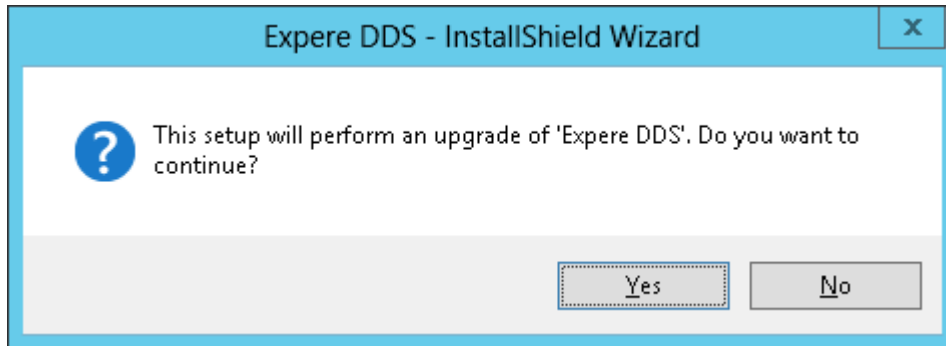 Expere DDS - InstallShield Wizard
x
This setup will perform an upgrade of 'Expere DDS'. Do you want to
continue?
Yes
No